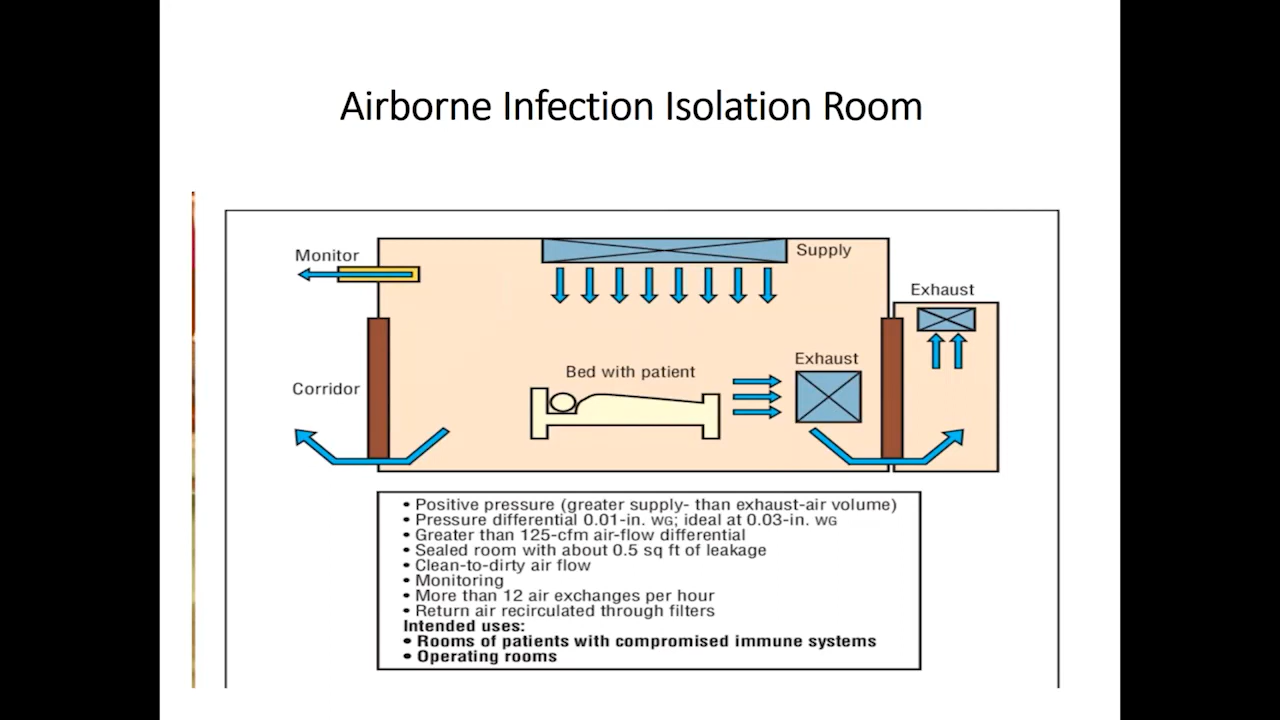 Airborne Infection Isolation Room
Monitor
Supply
Exhaust
Exhaust
Bed with patient
Corridor
• Positive pressure (greater supply- than exhaust-air volume)
• Pressure differential 0.01-in. WG; ideal at 0.03-in. WG
• Greater than 125-cfm air-flow differential
• Sealed room with about 0.5 sq ft of leakage
• Clean-to-dirty air flow
• Monitoring
• More than 12 air exchanges per hour
• Return air recirculated through filters
Intended uses:
• Rooms of patients with compromised immune systems
• Operating rooms